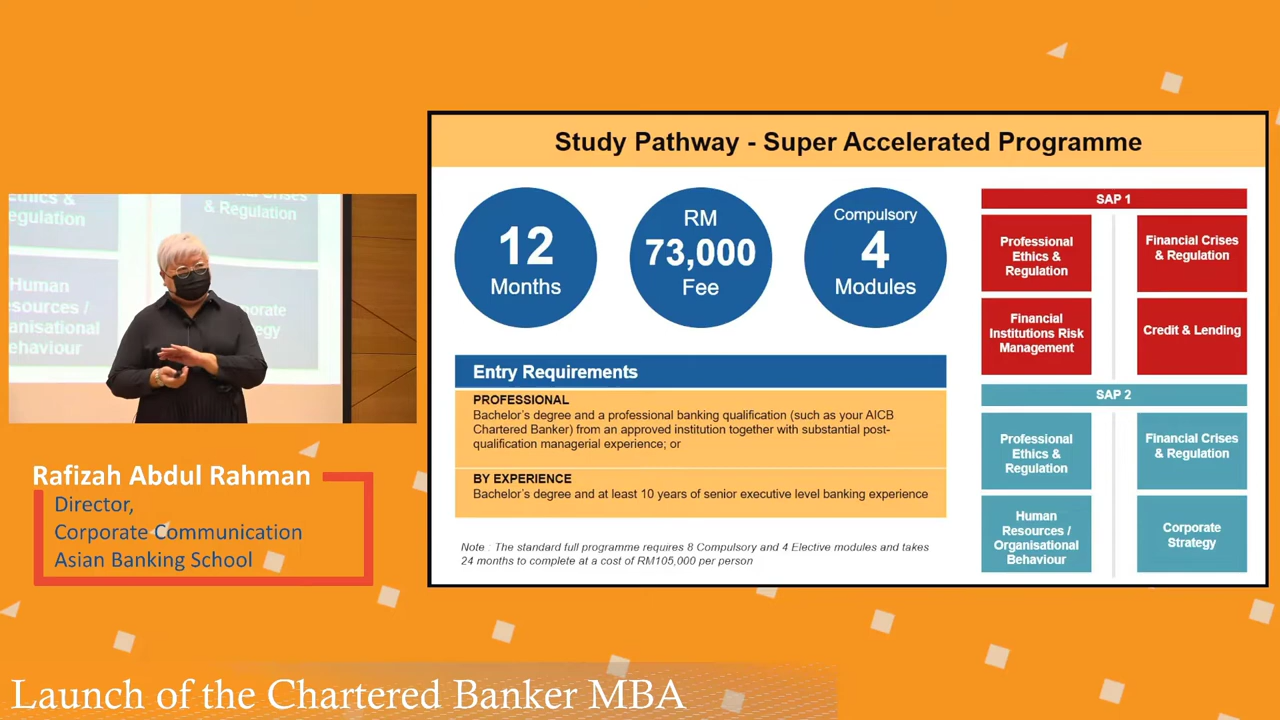 Study Pathway - Super Accelerated Programme
12
Months
RM
73,000
Fee
Compulsory
4
Modules
Entry Requirements
PROFESSIONAL
Bachelor's degree and a professional banking qualification (such as your AICB
Chartered Banker) from an approved institution together with substantial post-
qualification managerial experience; or
BY EXPERIENCE
Bachelor's degree and at least 10 years of senior executive level banking experience
Note : The standard full programme requires 8 Compulsory and 4 Elective modules and takes
24 months to complete at a cost of RM105,000 per person
SAP 1
Professional
Ethics &
Regulation
Financial Crises
& Regulation
Financial
Institutions Risk
Management
Credit & Lending
SAP 2
Professional
Ethics &
Regulation
Financial Crises
& Regulation
Human
Resources /
Organisational
Behaviour
Corporate
Strategy
& Regulation
Human
Rafizah Abdul Rahman
Director,
Corporate Communication
Asian Banking School
Launch of the Chartered Banker MBA